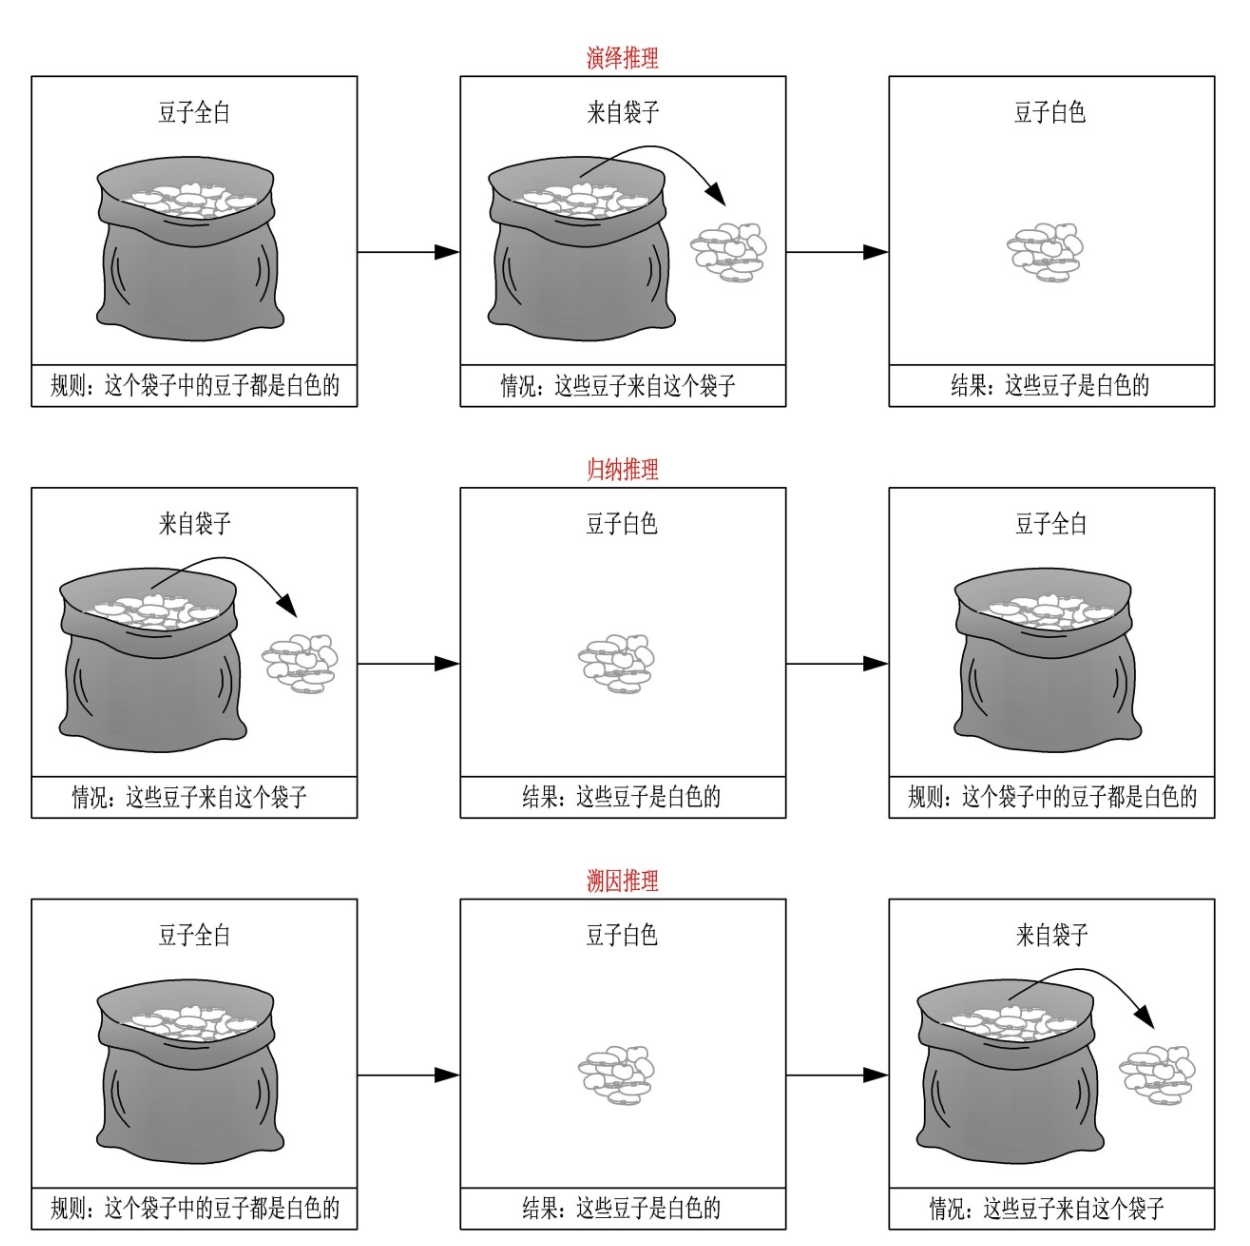 演绎推理
豆子全白
来自袋子
豆子白色
规则：这个袋子中的豆子都是白色的
情况：这些豆子来自这个袋子
结果：这些豆子是白色的
归纳推理
来自袋子
豆子白色
豆子全白
情况：这些豆子来自这个袋子
结果：这些豆子是白色的
规则：这个袋子中的豆子都是白色的
溯因推理
豆子全白
豆子白色
来自袋子
规则：这个袋子中的豆子都是白色的
结果：这些豆子是白色的
情况：这些豆子来自这个袋子